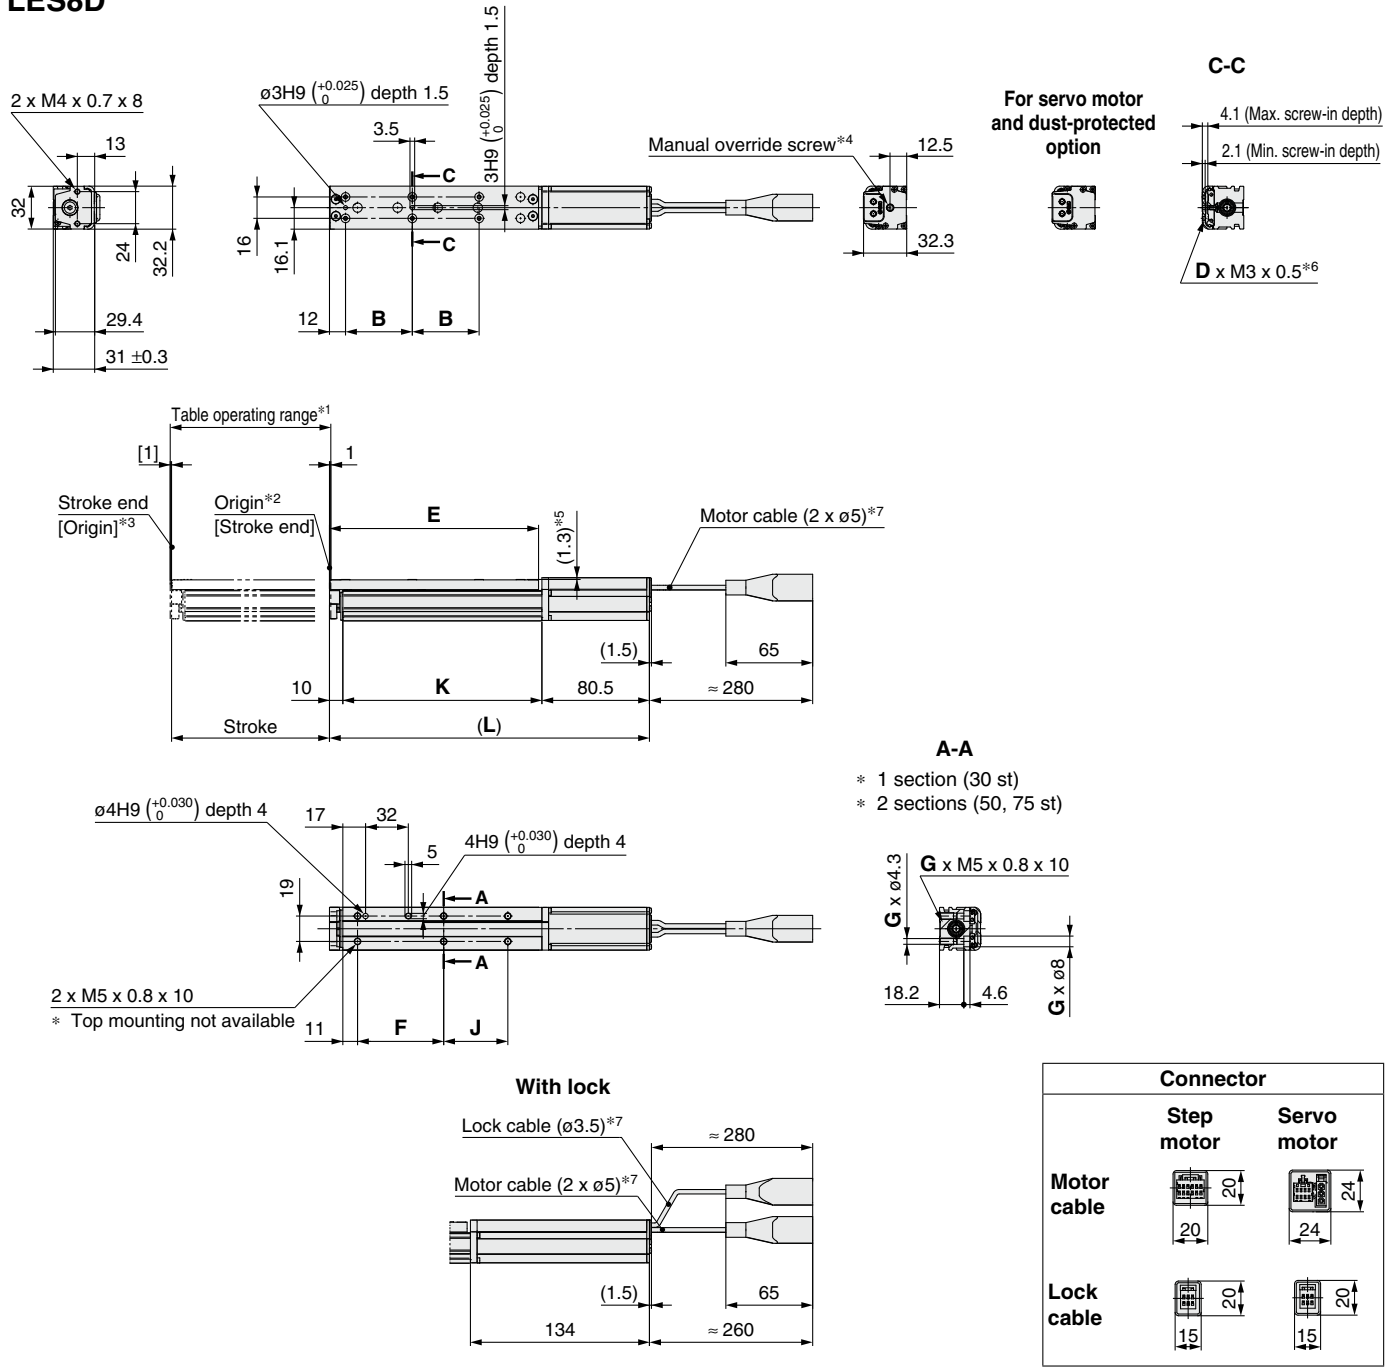 2 x M4 x 0.7 x 8
13
32
24
32.2
29.4
31 ±0.3
ø3H9 (+0.025 0) depth 1.5
3.5
3H9 (+0.025 0) depth 1.5
C
C
16
16.1
12
B
B
Manual override screw*4
12.5
32.3
For servo motor
and dust-protected
option
C-C
4.1 (Max. screw-in depth)
2.1 (Min. screw-in depth)
D x M3 x 0.5*6
Table operating range*1
[1]
1
Stroke end
[Origin]*3
Origin*2
[Stroke end]
E
(1.3)*5
Motor cable (2 x ø5)*7
(1.5)
65
10
K
80.5
≈ 280
Stroke
(L)
ø4H9 (+0.030 0) depth 4
17
32
5
4H9 (+0.030 0) depth 4
19
A
A
2 x M5 x 0.8 x 10
* Top mounting not available
11
F
J
A-A
* 1 section (30 st)
* 2 sections (50, 75 st)
G x ø4.3
G x M5 x 0.8 x 10
18.2
4.6
G x ø8
With lock
Lock cable (ø3.5)*7
≈ 280
Motor cable (2 x ø5)*7
(1.5)
65
134
≈ 260
Connector
Step
motor
Servo
motor
Motor
cable
20
20
24
24
Lock
cable
20
15
20
15